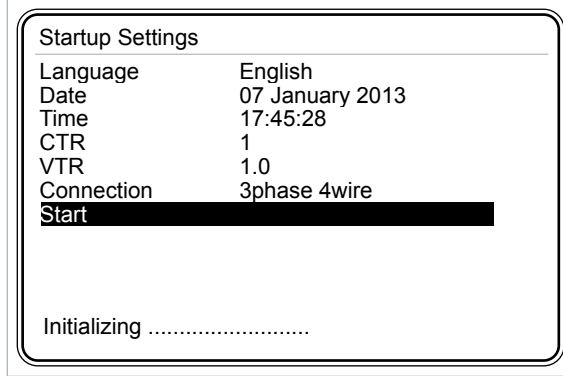 Startup Settings
Language English
Date 07 January 2013
Time 17:45:28
CTR 1
VTR 1.0
Connection 3phase 4wire
Start
Initializing ..........................